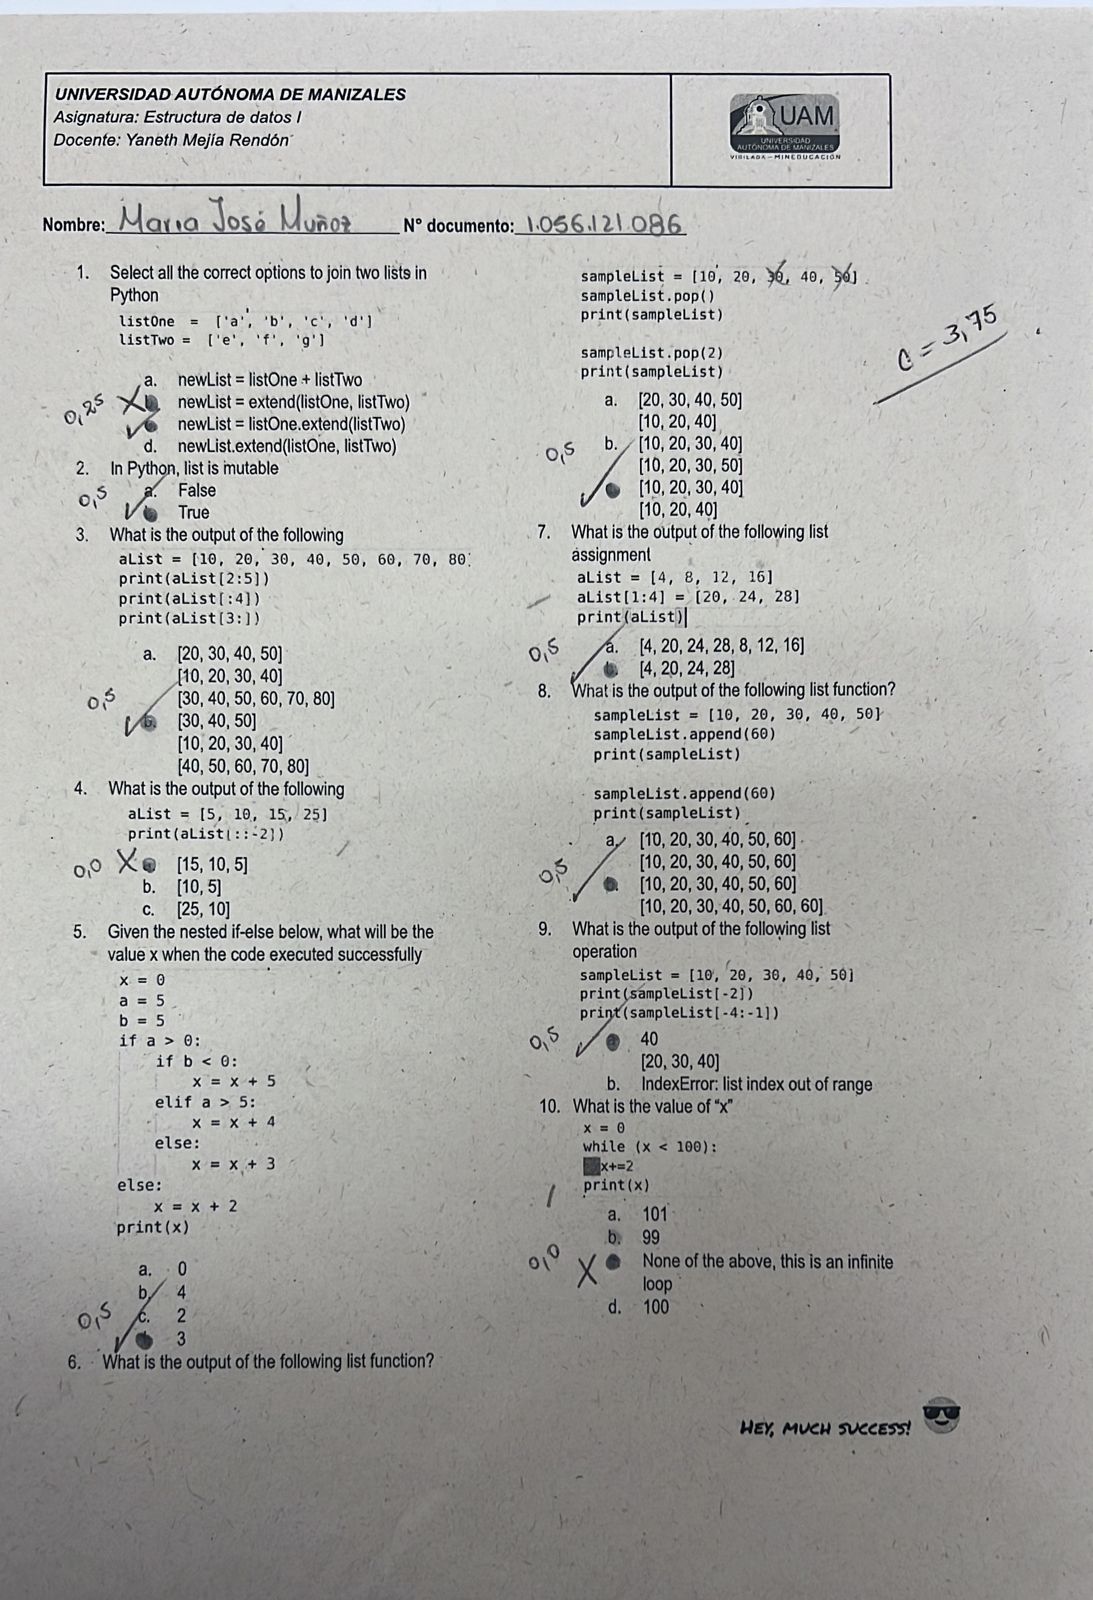 UNIVERSIDAD AUTÓNOMA DE MANIZALES
Asignatura: Estructura de datos I
Docente: Yaneth Mejía Rendón
UAM
UNIVERSIDAD
AUTÓNOMA DE MANIZALES
VIGILADA - MINEDUCACIÓN
Nombre: Maria José Muñoz N° documento: 1.056.121.086
1. Select all the correct options to join two lists in
Python
listOne = ['a', 'b', 'c', 'd']
listTwo = ['e', 'f', 'g']
a. newList = listOne + listTwo
0,25 X newList = extend(listOne, listTwo)
newList = listOne.extend(listTwo)
d. newList.extend(listOne, listTwo)
2. In Python, list is mutable
0,5 a. False
True
3. What is the output of the following
aList = [10, 20, 30, 40, 50, 60, 70, 80]
print(aList[2:5])
print(aList[:4])
print(aList[3:])
a. [20, 30, 40, 50]
[10, 20, 30, 40]
0,5 [30, 40, 50, 60, 70, 80]
b. [30, 40, 50]
[10, 20, 30, 40]
[40, 50, 60, 70, 80]
4. What is the output of the following
aList = [5, 10, 15, 25]
print(aList[::-2])
0,0 X a [15, 10, 5]
b. [10, 5]
c. [25, 10]
5. Given the nested if-else below, what will be the
value x when the code executed successfully
x = 0
a = 5
b = 5
if a > 0:
if b < 0:
x = x + 5
elif a > 5:
x = x + 4
else:
x = x + 3
else:
x = x + 2
print(x)
a. 0
b. 4
0,5 c. 2
3
6. What is the output of the following list function?
sampleList = [10, 20, 30, 40, 50]
sampleList.pop()
print(sampleList)
C = 3,75
sampleList.pop(2)
print(sampleList)
a. [20, 30, 40, 50]
[10, 20, 40]
0,5 b. [10, 20, 30, 40]
[10, 20, 30, 50]
[10, 20, 30, 40]
[10, 20, 40]
7. What is the output of the following list
assignment
aList = [4, 8, 12, 16]
aList[1:4] = [20, 24, 28]
print(aList)
0,5 a. [4, 20, 24, 28, 8, 12, 16]
b [4, 20, 24, 28]
8. What is the output of the following list function?
sampleList = [10, 20, 30, 40, 50]
sampleList.append(60)
print(sampleList)
sampleList.append(60)
print(sampleList)
a. [10, 20, 30, 40, 50, 60]
[10, 20, 30, 40, 50, 60]
0,5 b. [10, 20, 30, 40, 50, 60]
[10, 20, 30, 40, 50, 60, 60]
9. What is the output of the following list
operation
sampleList = [10, 20, 30, 40, 50]
print(sampleList[-2])
print(sampleList[-4:-1])
0,5 a 40
[20, 30, 40]
b. IndexError: list index out of range
10. What is the value of “x”
x = 0
while (x < 100):
x+=2
print(x)
a. 101
b. 99
0,0 X None of the above, this is an infinite
loop
d. 100
HEY, MUCH SUCCESS!